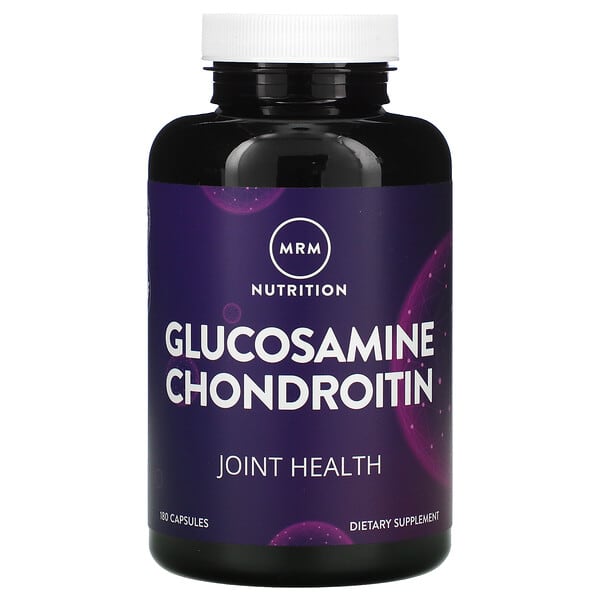 MRM
NUTRITION
GLUCOSAMINE
CHONDROITIN
JOINT HEALTH
180 CAPSULES
DIETARY SUPPLEMENT